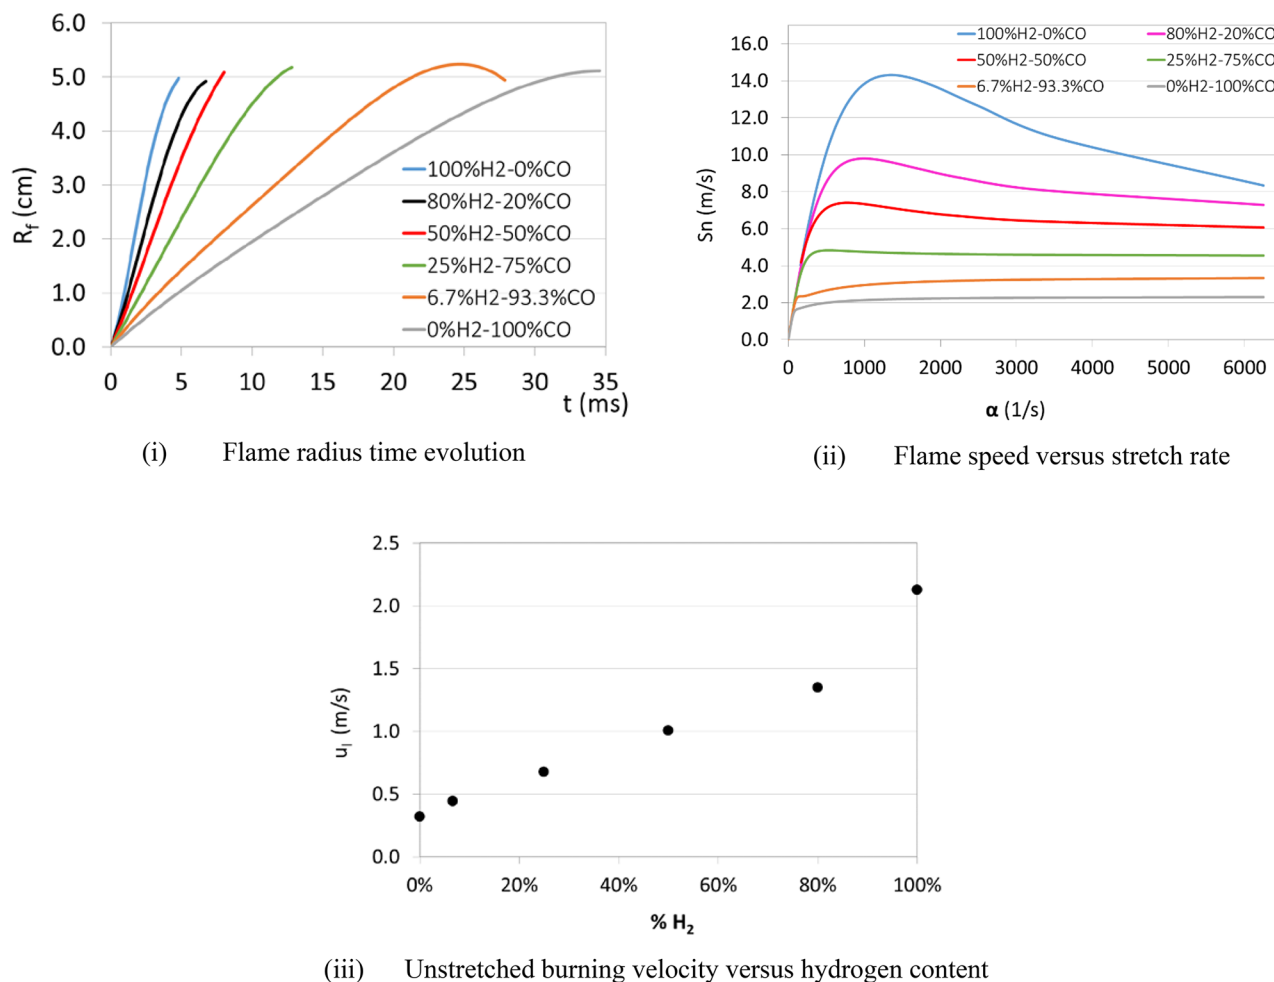 6.0
5.0
4.0
3.0
2.0
1.0
0.0
R_f (cm)
100%H2-0%CO
80%H2-20%CO
50%H2-50%CO
25%H2-75%CO
6.7%H2-93.3%CO
0%H2-100%CO
0 5 10 15 20 25 30 35
t (ms)
(i) Flame radius time evolution
100%H2-0%CO 80%H2-20%CO
50%H2-50%CO 25%H2-75%CO
6.7%H2-93.3%CO 0%H2-100%CO
16.0
14.0
12.0
10.0
8.0
6.0
4.0
2.0
0.0
Sn (m/s)
0 1000 2000 3000 4000 5000 6000
α (1/s)
(ii) Flame speed versus stretch rate
2.5
2.0
1.5
1.0
0.5
0.0
u_l (m/s)
0% 20% 40% 60% 80% 100%
% H₂
(iii) Unstretched burning velocity versus hydrogen content